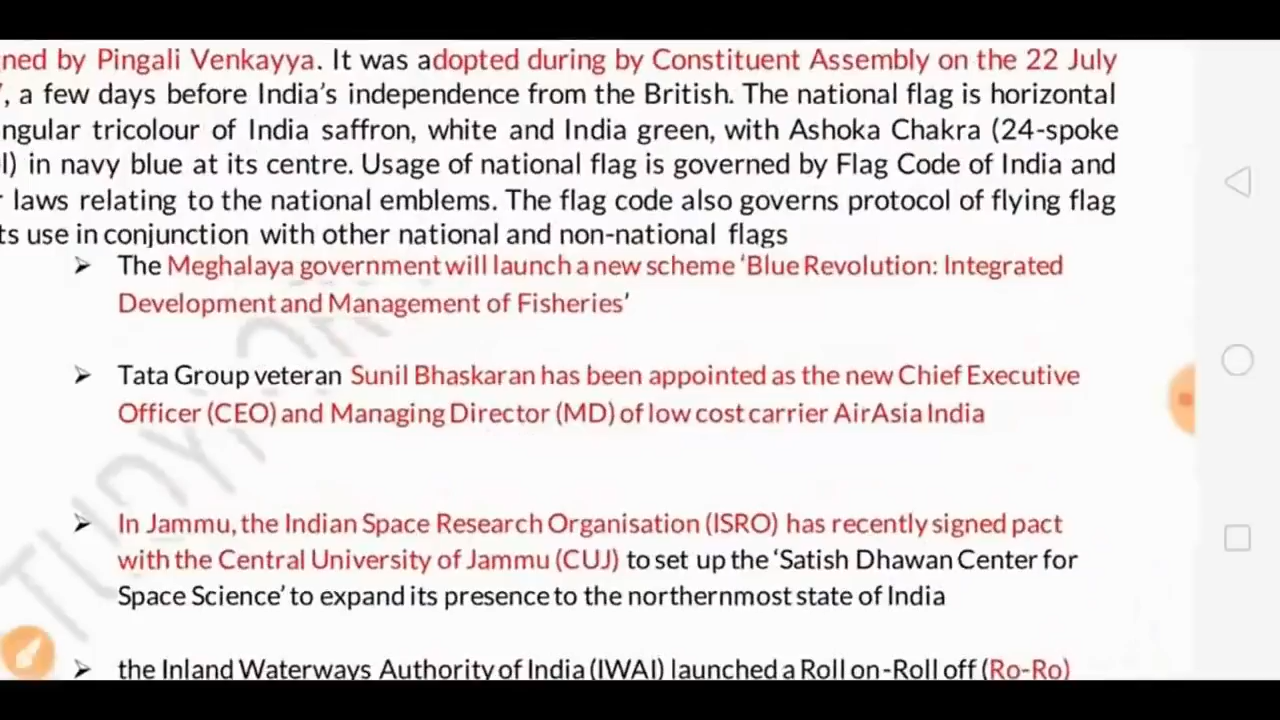 ned by Pingali Venkayya. It was adopted during by Constituent Assembly on the 22 July
, a few days before India's independence from the British. The national flag is horizontal
ngular tricolour of India saffron, white and India green, with Ashoka Chakra (24-spoke
l) in navy blue at its centre. Usage of national flag is governed by Flag Code of India and
laws relating to the national emblems. The flag code also governs protocol of flying flag
ts use in conjunction with other national and non-national flags
➤ The Meghalaya government will launch a new scheme 'Blue Revolution: Integrated
Development and Management of Fisheries'
➤ Tata Group veteran Sunil Bhaskaran has been appointed as the new Chief Executive
Officer (CEO) and Managing Director (MD) of low cost carrier AirAsia India
➤ In Jammu, the Indian Space Research Organisation (ISRO) has recently signed pact
with the Central University of Jammu (CUJ) to set up the 'Satish Dhawan Center for
Space Science' to expand its presence to the northernmost state of India
➤ the Inland Waterways Authority of India (IWAI) launched a Roll on-Roll off (Ro-Ro)